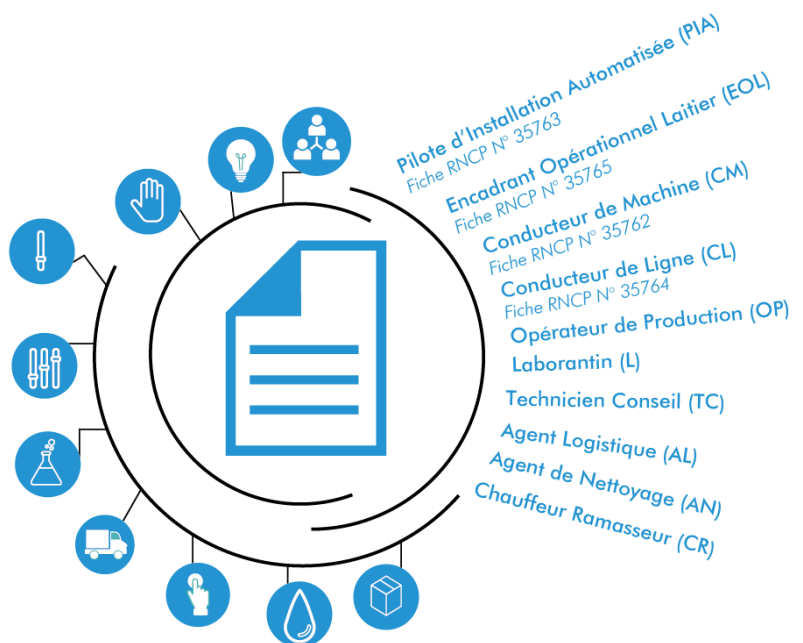 Pilote d'Installation Automatisée (PIA)
Fiche RNCP N° 35763
Encadrant Opérationnel Laitier (EOL)
Fiche RNCP N° 35765
Conducteur de Machine (CM)
Fiche RNCP N° 35762
Conducteur de Ligne (CL)
Fiche RNCP N° 35764
Opérateur de Production (OP)
Laborantin (L)
Technicien Conseil (TC)
Agent Logistique (AL)
Agent de Nettoyage (AN)
Chauffeur Ramasseur (CR)